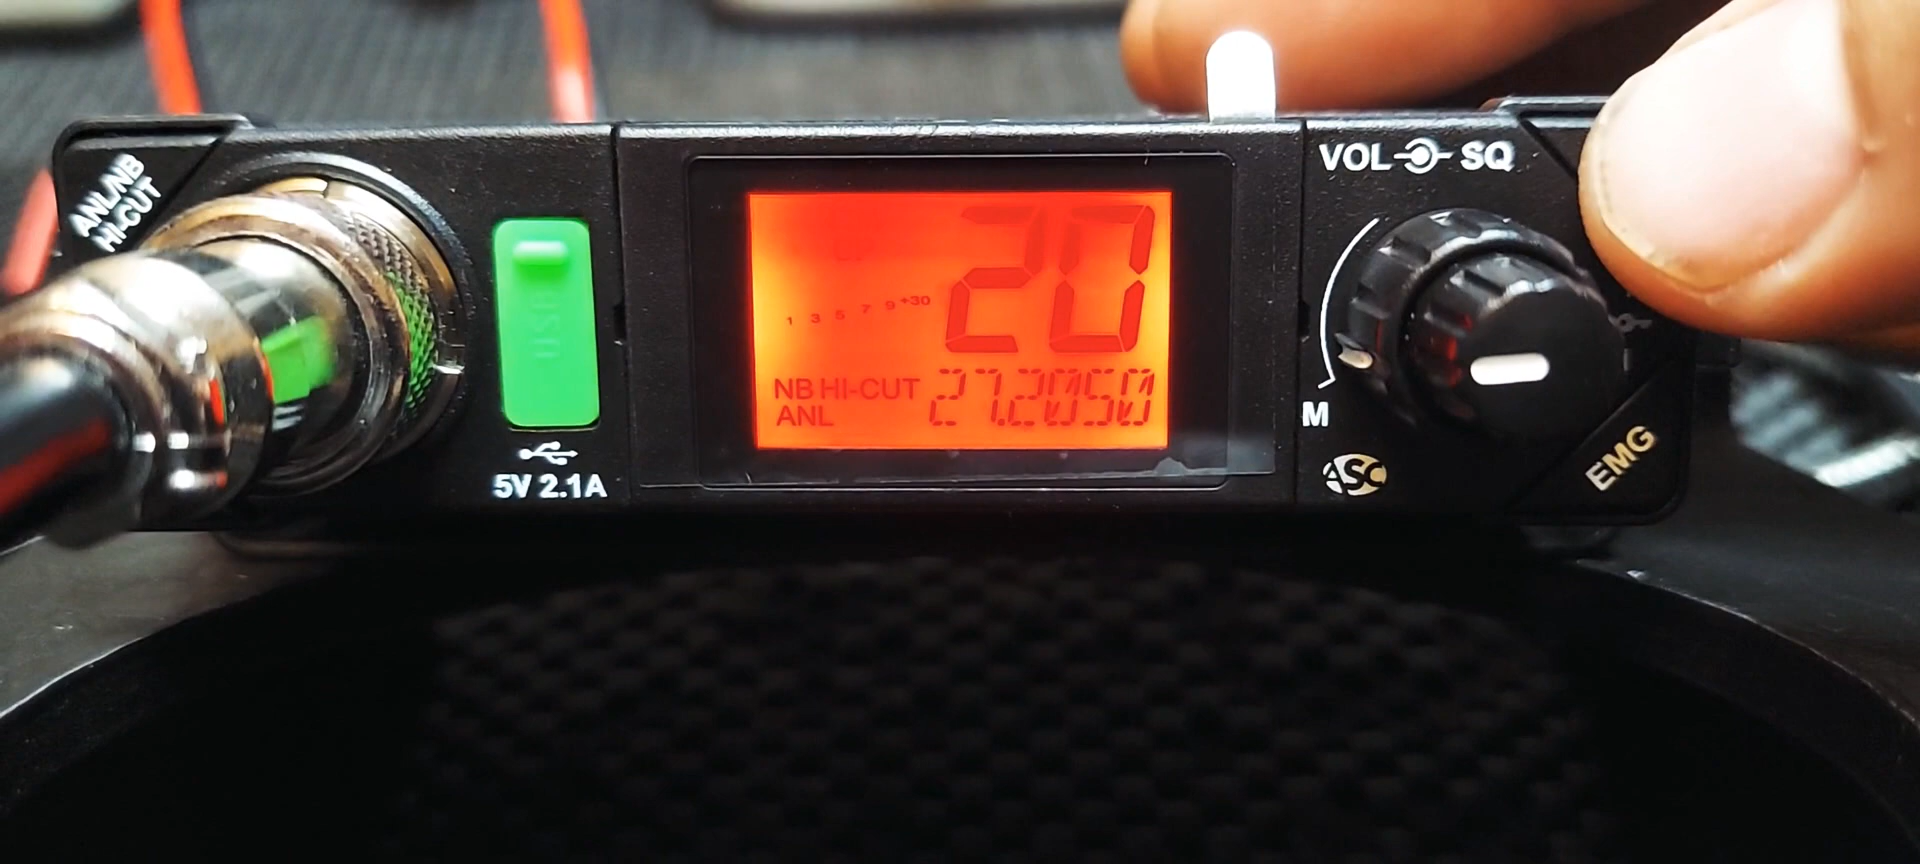 ANL/NB
HI-CUT
USB
5V 2.1A
20
1 3 5 7 9 +30
NB HI-CUT
ANL
27.2050
VOL SQ
M
ASC
EMG